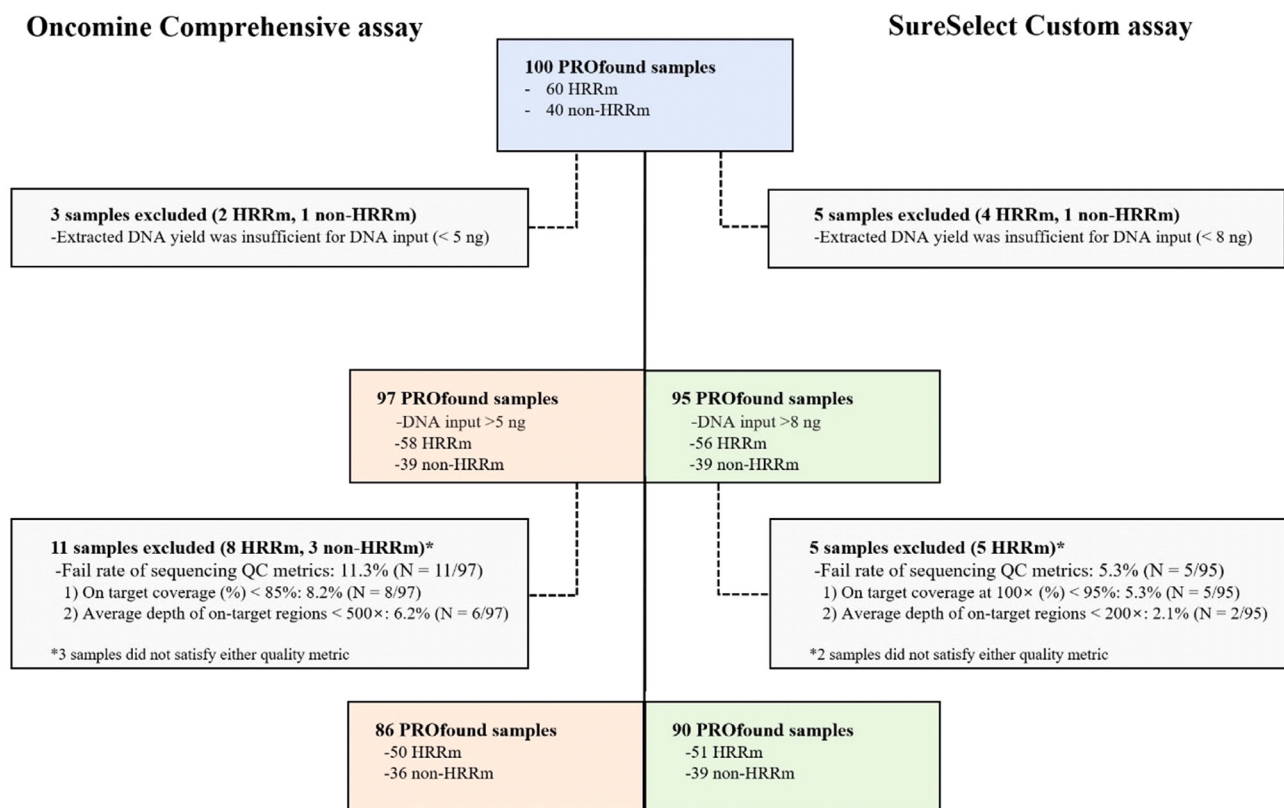 Oncomine Comprehensive assay
SureSelect Custom assay
100 PROfound samples
- 60 HRRm
- 40 non-HRRm
3 samples excluded (2 HRRm, 1 non-HRRm)
-Extracted DNA yield was insufficient for DNA input (< 5 ng)
5 samples excluded (4 HRRm, 1 non-HRRm)
-Extracted DNA yield was insufficient for DNA input (< 8 ng)
97 PROfound samples
-DNA input >5 ng
-58 HRRm
-39 non-HRRm
95 PROfound samples
-DNA input >8 ng
-56 HRRm
-39 non-HRRm
11 samples excluded (8 HRRm, 3 non-HRRm)*
-Fail rate of sequencing QC metrics: 11.3% (N = 11/97)
1) On target coverage (%) < 85%: 8.2% (N = 8/97)
2) Average depth of on-target regions < 500×: 6.2% (N = 6/97)
*3 samples did not satisfy either quality metric
5 samples excluded (5 HRRm)*
-Fail rate of sequencing QC metrics: 5.3% (N = 5/95)
1) On target coverage at 100× (%) < 95%: 5.3% (N = 5/95)
2) Average depth of on-target regions < 200×: 2.1% (N = 2/95)
*2 samples did not satisfy either quality metric
86 PROfound samples
-50 HRRm
-36 non-HRRm
90 PROfound samples
-51 HRRm
-39 non-HRRm